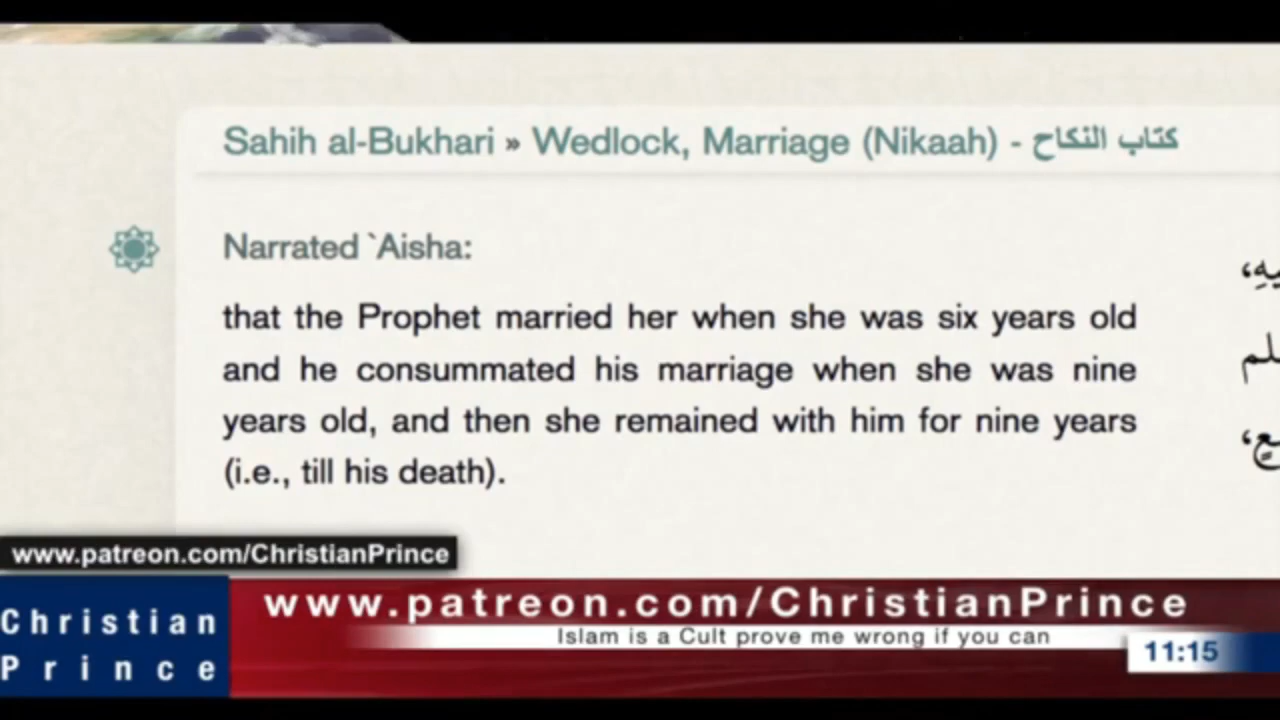 Sahih al-Bukhari » Wedlock, Marriage (Nikaah) - كتاب النكاح
Narrated `Aisha:
that the Prophet married her when she was six years old
and he consummated his marriage when she was nine
years old, and then she remained with him for nine years
(i.e., till his death).
www.patreon.com/ChristianPrince
Christian
Prince
www.patreon.com/ChristianPrince
Islam is a Cult prove me wrong if you can
11:15